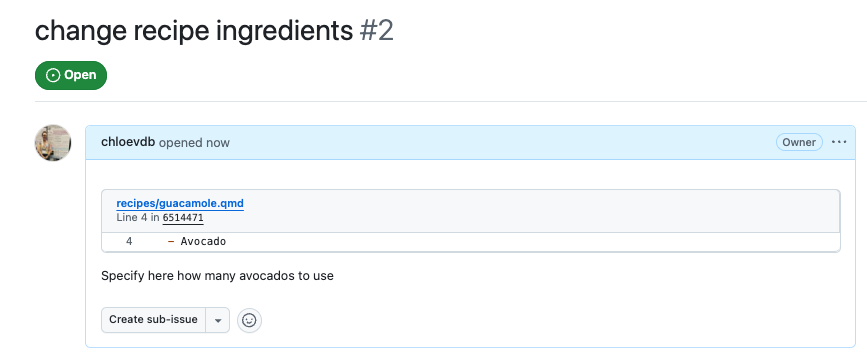 change recipe ingredients #2
Open
chloevdb opened now
Owner
recipes/guacamole.qmd
Line 4 in 6514471
4 – Avocado
Specify here how many avocados to use
Create sub-issue